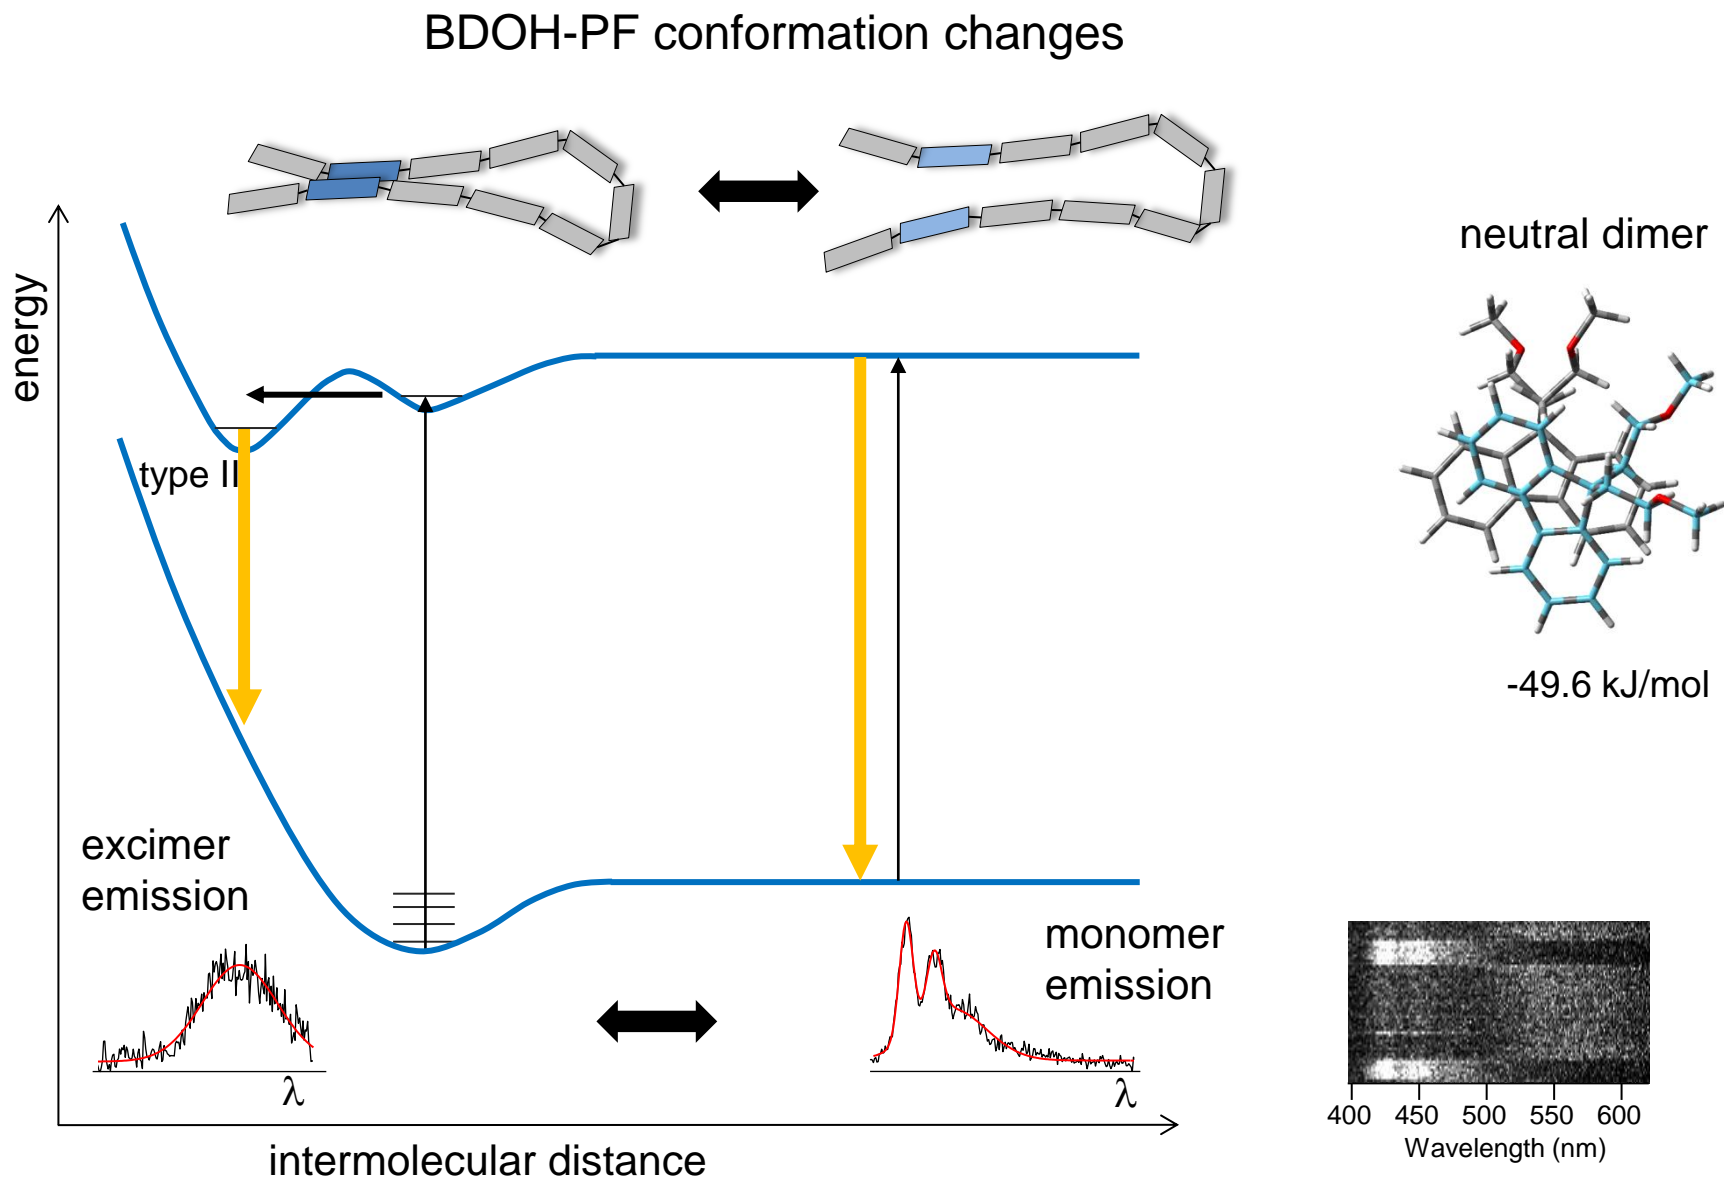 BDOH-PF conformation changes
energy
neutral dimer
type II
-49.6 kJ/mol
excimer
emission
monomer
emission
λ
λ
400 450 500 550 600
Wavelength (nm)
intermolecular distance